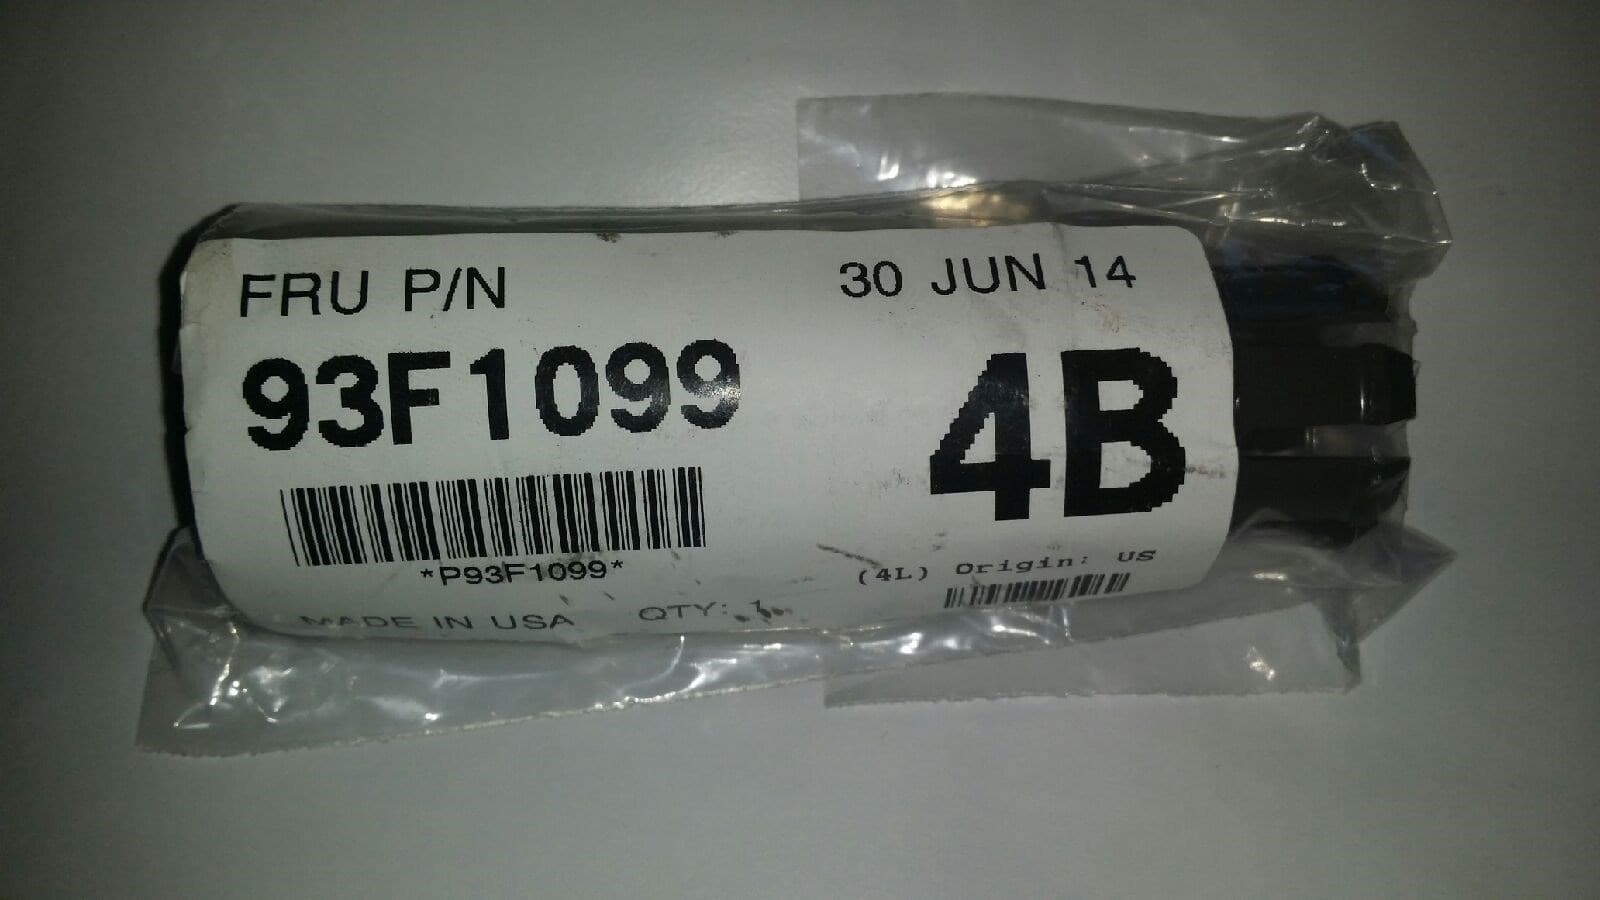 FRU P/N 30 JUN 14
93F1099 4B
*P93F1099*
(4L) Origin: US
MADE IN USA QTY: 1